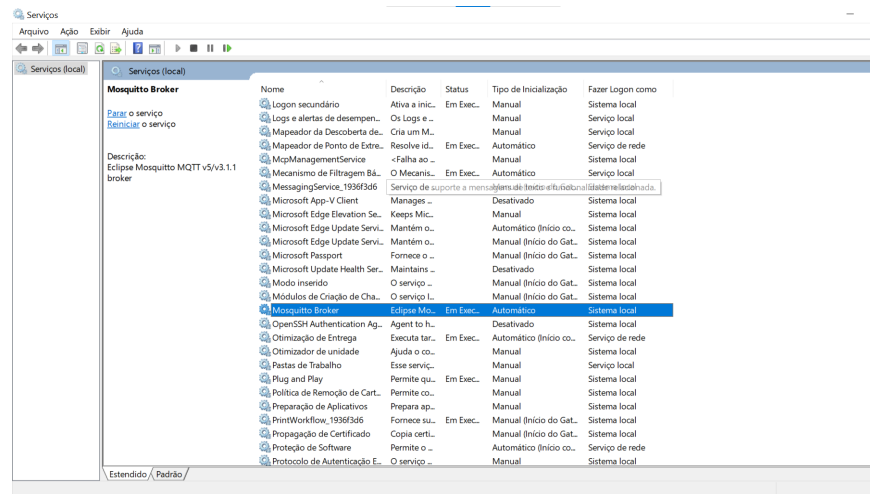 Serviços
Arquivo Ação Exibir Ajuda
Serviços (local)
Serviços (local)
Mosquitto Broker
Parar o serviço
Reiniciar o serviço
Descrição:
Eclipse Mosquitto MQTT v5/v3.1.1
broker
Nome Descrição Status Tipo de Inicialização Fazer Logon como
Logon secundário Ativa a inic... Em Exec... Manual Sistema local
Logs e alertas de desempen... Os Logs e ... Manual Serviço local
Mapeador da Descoberta de... Cria um M... Manual Serviço local
Mapeador de Ponto de Extre... Resolve id... Em Exec... Automático Serviço de rede
McpManagementService <Falha ao ... Manual Sistema local
Mecanismo de Filtragem Bá... O Mecanis... Em Exec... Automático Serviço local
MessagingService_1936f3d6 Serviço de suporte a mensagens de texto e funcionalidade relacionada.
Microsoft App-V Client Manages ... Desativado Sistema local
Microsoft Edge Elevation Se... Keeps Mic... Manual Sistema local
Microsoft Edge Update Servi... Mantém o... Automático (Início co... Sistema local
Microsoft Edge Update Servi... Mantém o... Manual (Início do Gat... Sistema local
Microsoft Passport Fornece o ... Manual (Início do Gat... Sistema local
Microsoft Update Health Ser... Maintains ... Desativado Sistema local
Modo inserido O serviço ... Manual (Início do Gat... Sistema local
Módulos de Criação de Cha... O serviço I... Manual (Início do Gat... Sistema local
Mosquitto Broker Eclipse Mo... Em Exec... Automático Sistema local
OpenSSH Authentication Ag... Agent to h... Desativado Sistema local
Otimização de Entrega Executa tar... Em Exec... Automático (Início co... Serviço de rede
Otimizador de unidade Ajuda o co... Manual Sistema local
Pastas de Trabalho Esse serviç... Manual Serviço local
Plug and Play Permite qu... Em Exec... Manual Sistema local
Política de Remoção de Cart... Permite co... Manual Sistema local
Preparação de Aplicativos Prepara ap... Manual Sistema local
PrintWorkflow_1936f3d6 Fornece su... Em Exec... Manual (Início do Gat... Sistema local
Propagação de Certificado Copia certi... Manual (Início do Gat... Sistema local
Proteção de Software Permite o ... Automático (Início co... Serviço de rede
Protocolo de Autenticação E... O serviço ... Manual Sistema local
Estendido Padrão